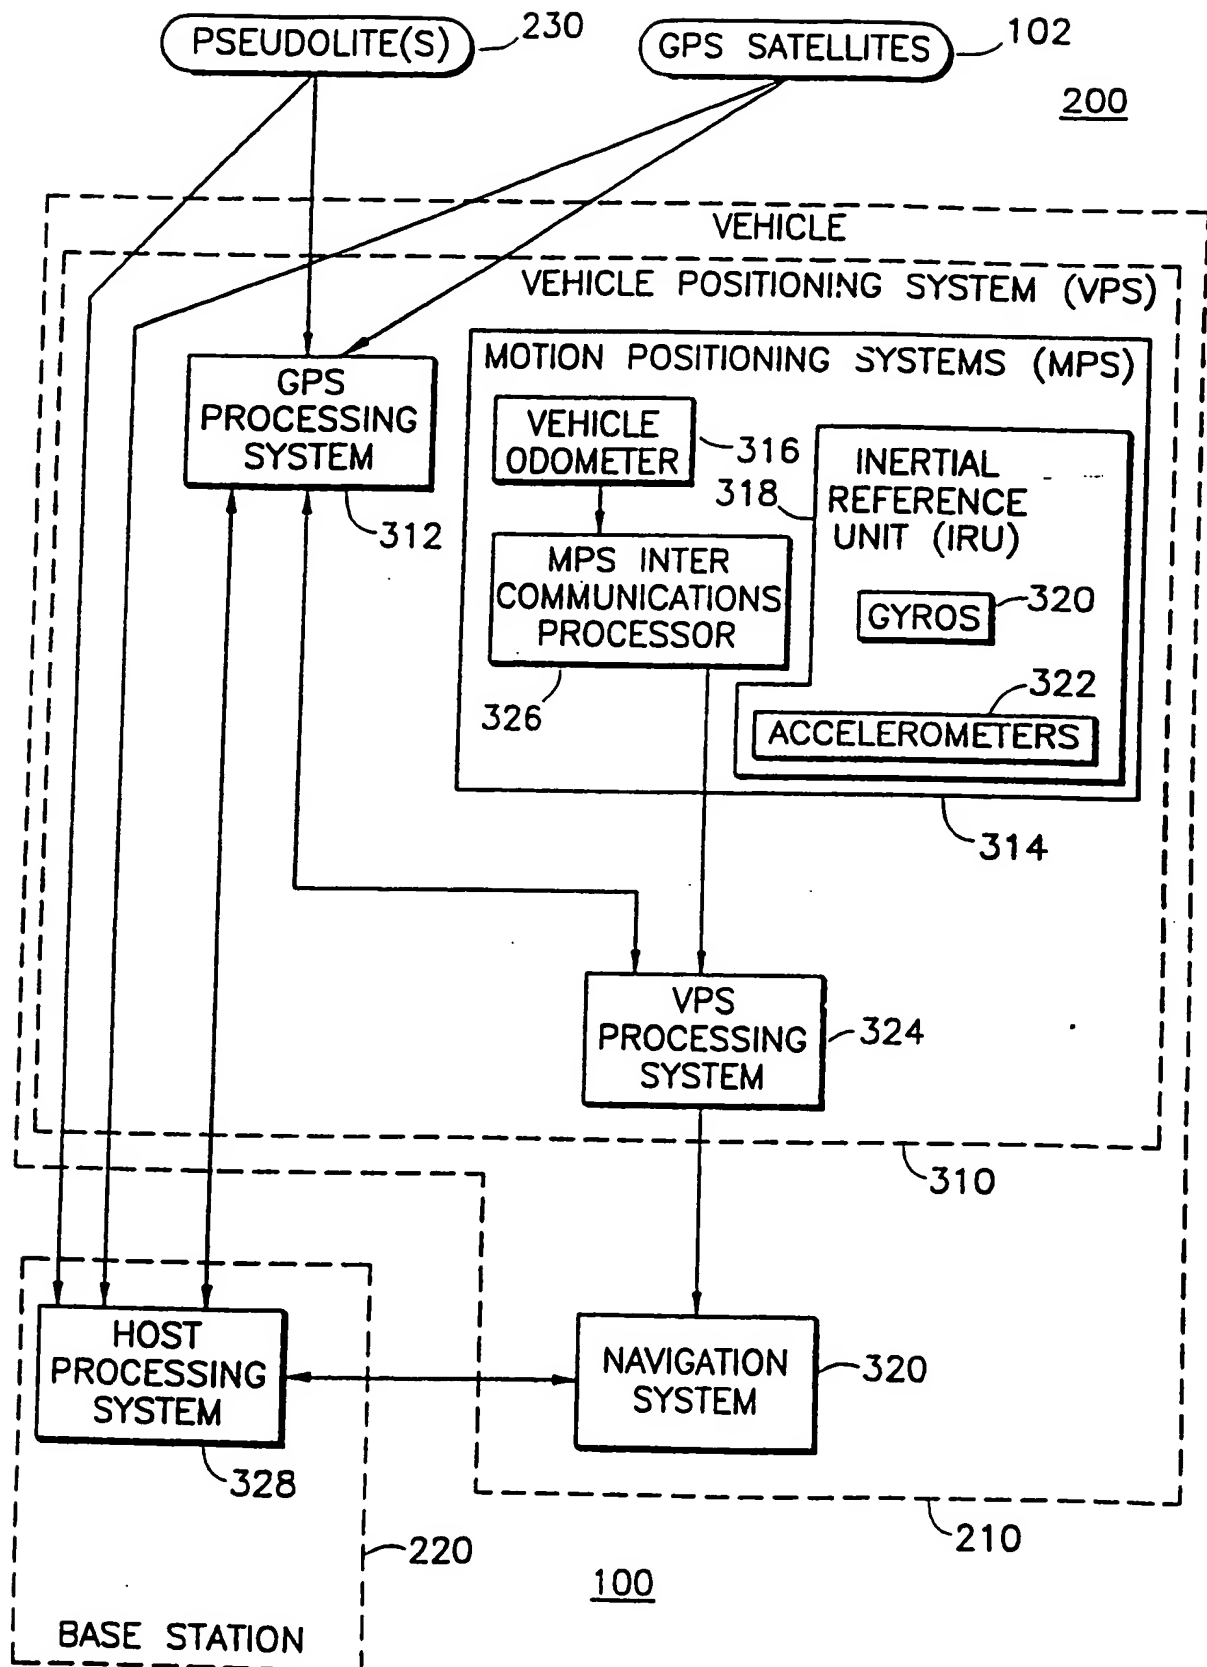 PSEUDOLITE(S)
230
GPS SATELLITES
102
200
VEHICLE
VEHICLE POSITIONING SYSTEM (VPS)
GPS
PROCESSING
SYSTEM
312
MOTION POSITIONING SYSTEMS (MPS)
VEHICLE
ODOMETER
316
318
INERTIAL
REFERENCE
UNIT (IRU)
MPS INTER
COMMUNICATIONS
PROCESSOR
326
GYROS
320
322
ACCELEROMETERS
314
VPS
PROCESSING
SYSTEM
324
310
HOST
PROCESSING
SYSTEM
328
NAVIGATION
SYSTEM
320
210
220
100
BASE STATION